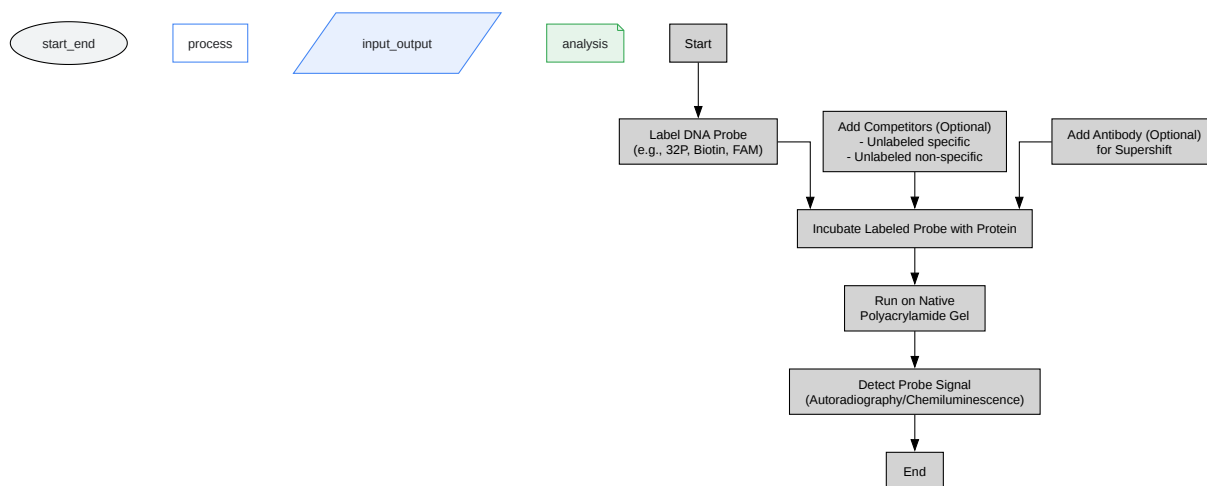 start_end
process
input_output
analysis
Start
Label DNA Probe
(e.g., 32P, Biotin, FAM)
Add Competitors (Optional)
- Unlabeled specific
- Unlabeled non-specific
Add Antibody (Optional)
for Supershift
Incubate Labeled Probe with Protein
Run on Native
Polyacrylamide Gel
Detect Probe Signal
(Autoradiography/Chemiluminescence)
End